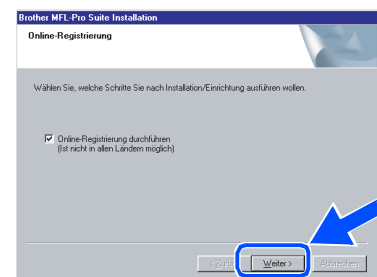 Brother MFL-Pro Suite Installation
Online-Registrierung
Wählen Sie, welche Schritte Sie nach Installation/Einrichtung ausführen wollen.
Online-Registrierung durchführen
(Ist nicht in allen Ländern möglich)
Weiter >
Abbrechen